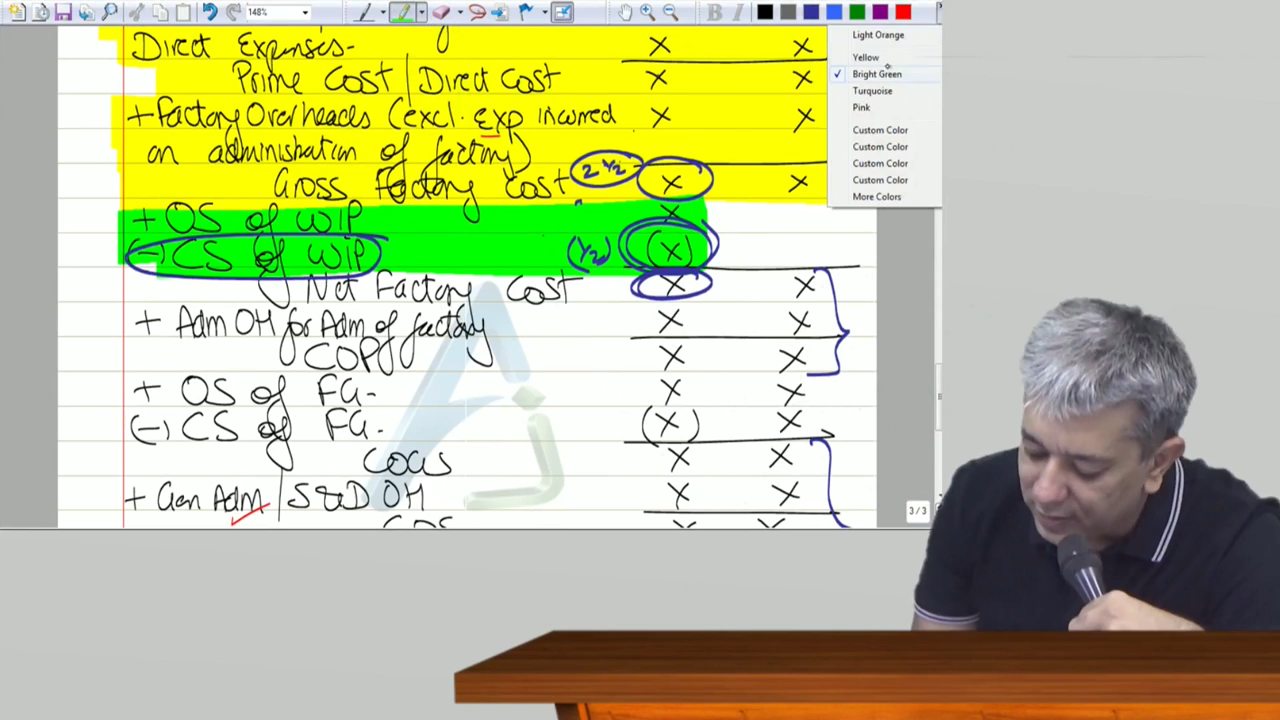 148%
B I
Light Orange
Yellow
Bright Green
Turquoise
Pink
Custom Color
Custom Color
Custom Color
Custom Color
More Colors
Direct Expenses- X X
Prime Cost | Direct Cost X X
+ Factory Overheads (excl. exp incurred X X
on administration of factory)
Gross Factory Cost 2 1/2 X X
+ OS of WIP X
(-) CS of WIP (1/2) (X)
Net Factory Cost X X
+ Adm OH for Adm of factory X X
COP X X
+ OS of FG. X X
(-) CS of FG. (X) X
COGS X X
+ Gen Adm | S&D OH X X
COS X X
3 / 3